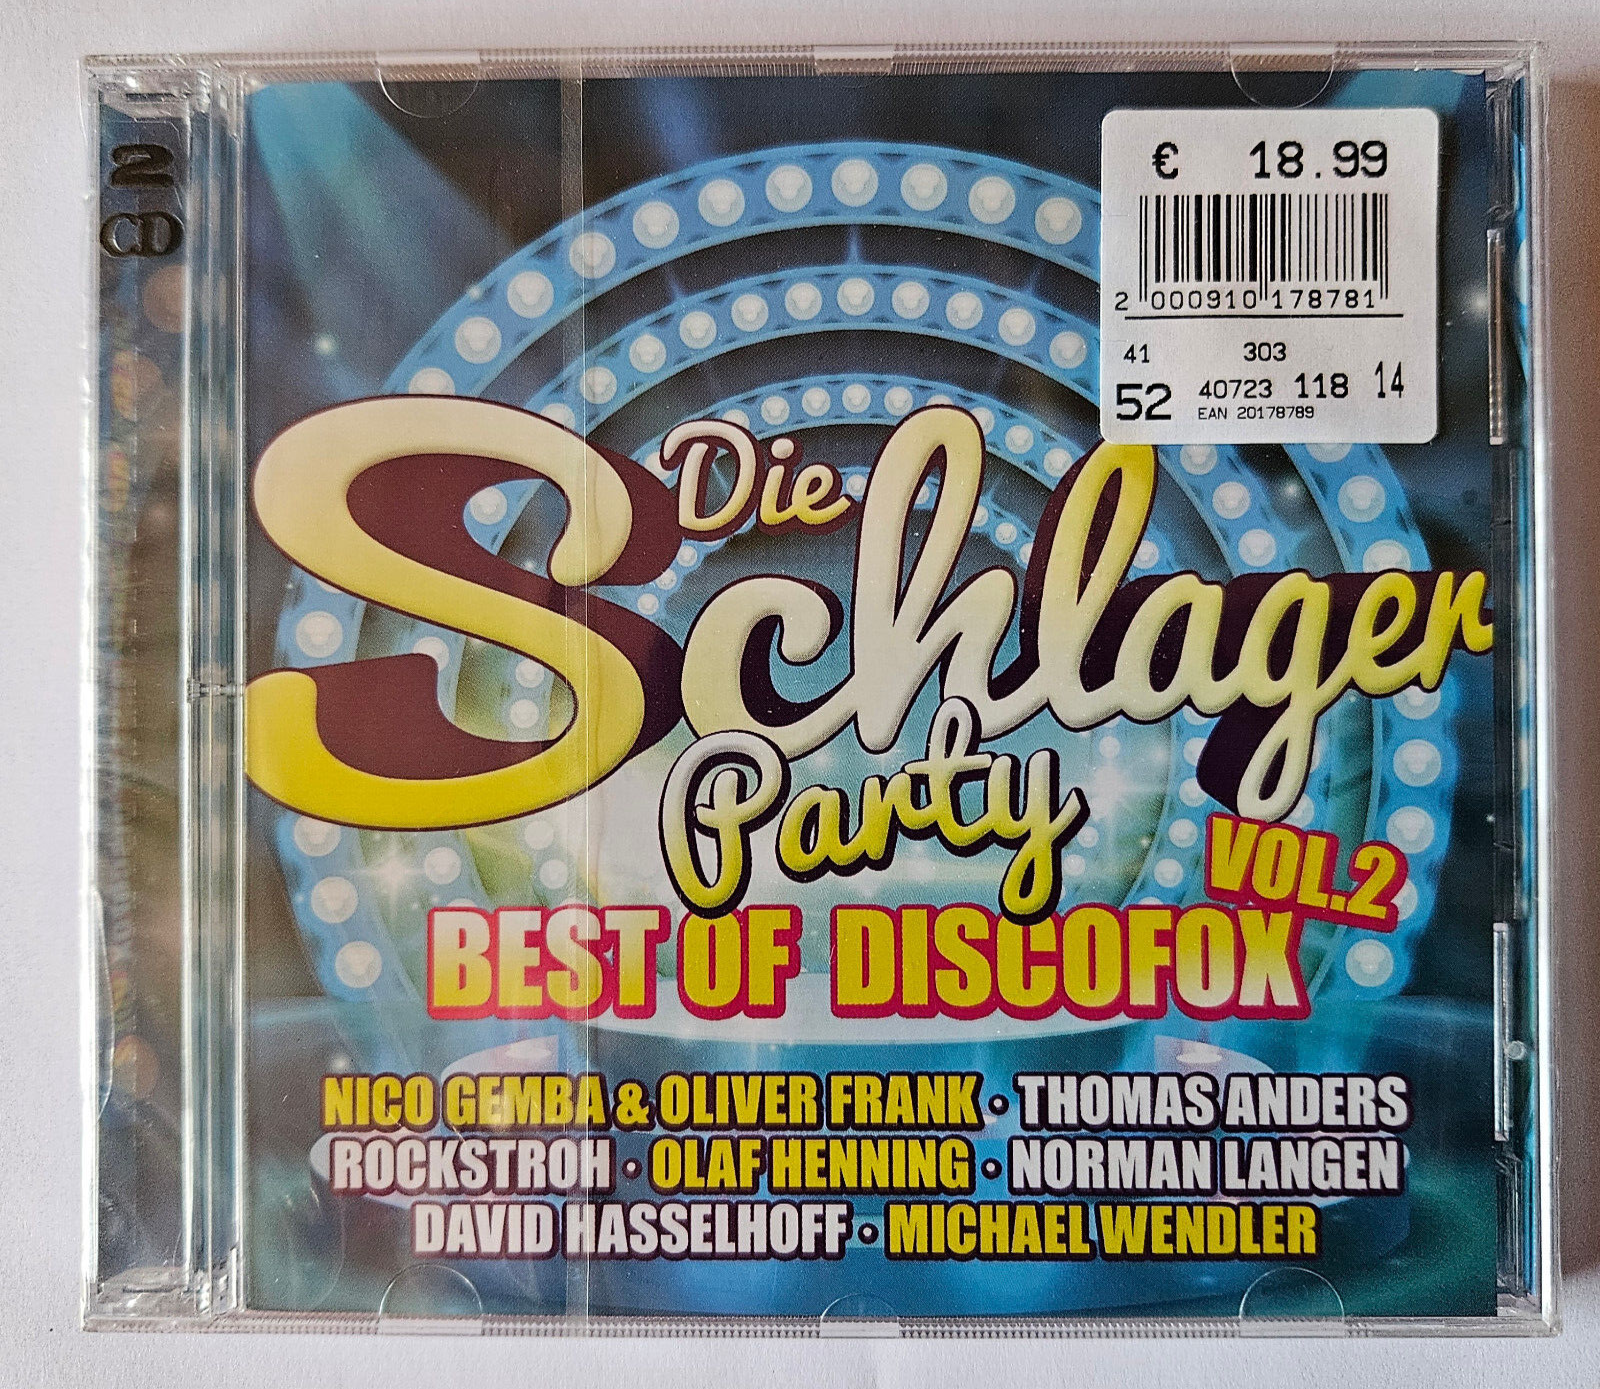 2
CD
€ 18.99
2 000910 178781
41 303
52 40723 118 14
EAN 20178789
Die
Schlager
Party
VOL.2
BEST OF DISCOFOX
NICO GEMBA & OLIVER FRANK • THOMAS ANDERS
ROCKSTROH • OLAF HENNING • NORMAN LANGEN
DAVID HASSELHOFF • MICHAEL WENDLER